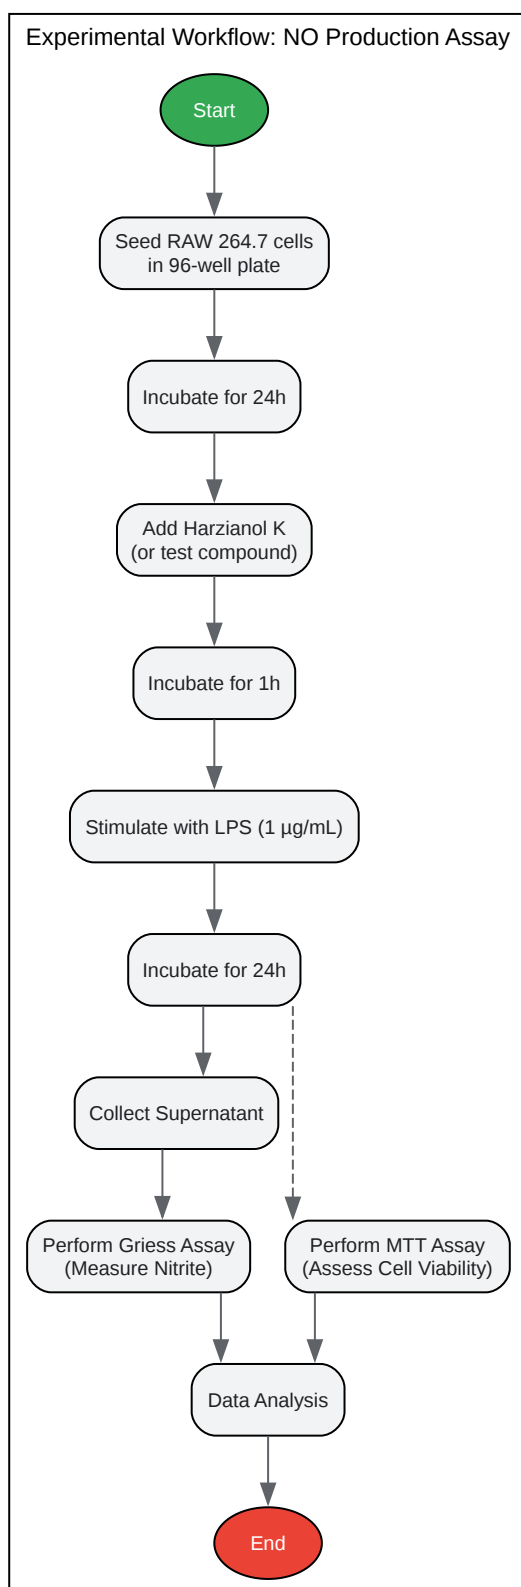 Experimental Workflow: NO Production Assay
Start
Seed RAW 264.7 cells
in 96-well plate
Incubate for 24h
Add Harzianol K
(or test compound)
Incubate for 1h
Stimulate with LPS (1 µg/mL)
Incubate for 24h
Collect Supernatant
Perform Griess Assay
(Measure Nitrite)
Perform MTT Assay
(Assess Cell Viability)
Data Analysis
End